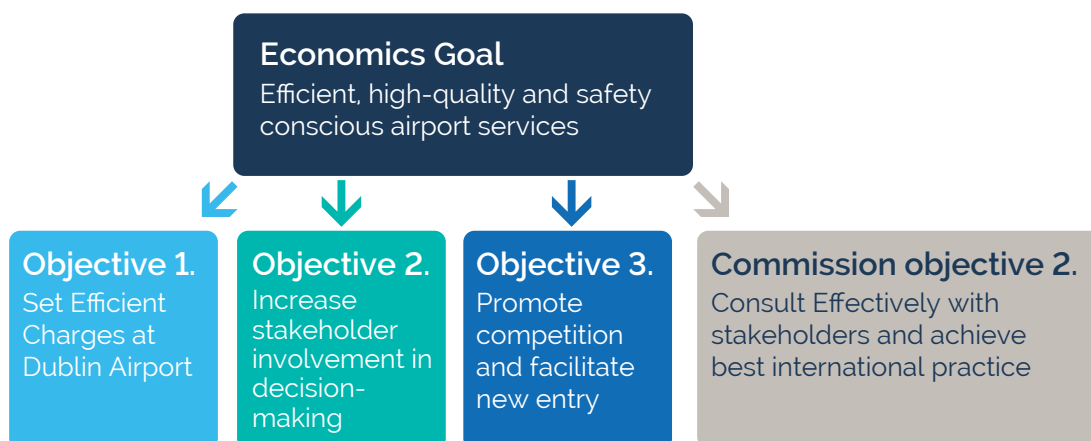 Economics Goal
Efficient, high-quality and safety
conscious airport services
Objective 1.
Set Efficient
Charges at
Dublin Airport
Objective 2.
Increase
stakeholder
involvement in
decision-
making
Objective 3.
Promote
competition
and facilitate
new entry
Commission objective 2.
Consult Effectively with
stakeholders and achieve
best international practice